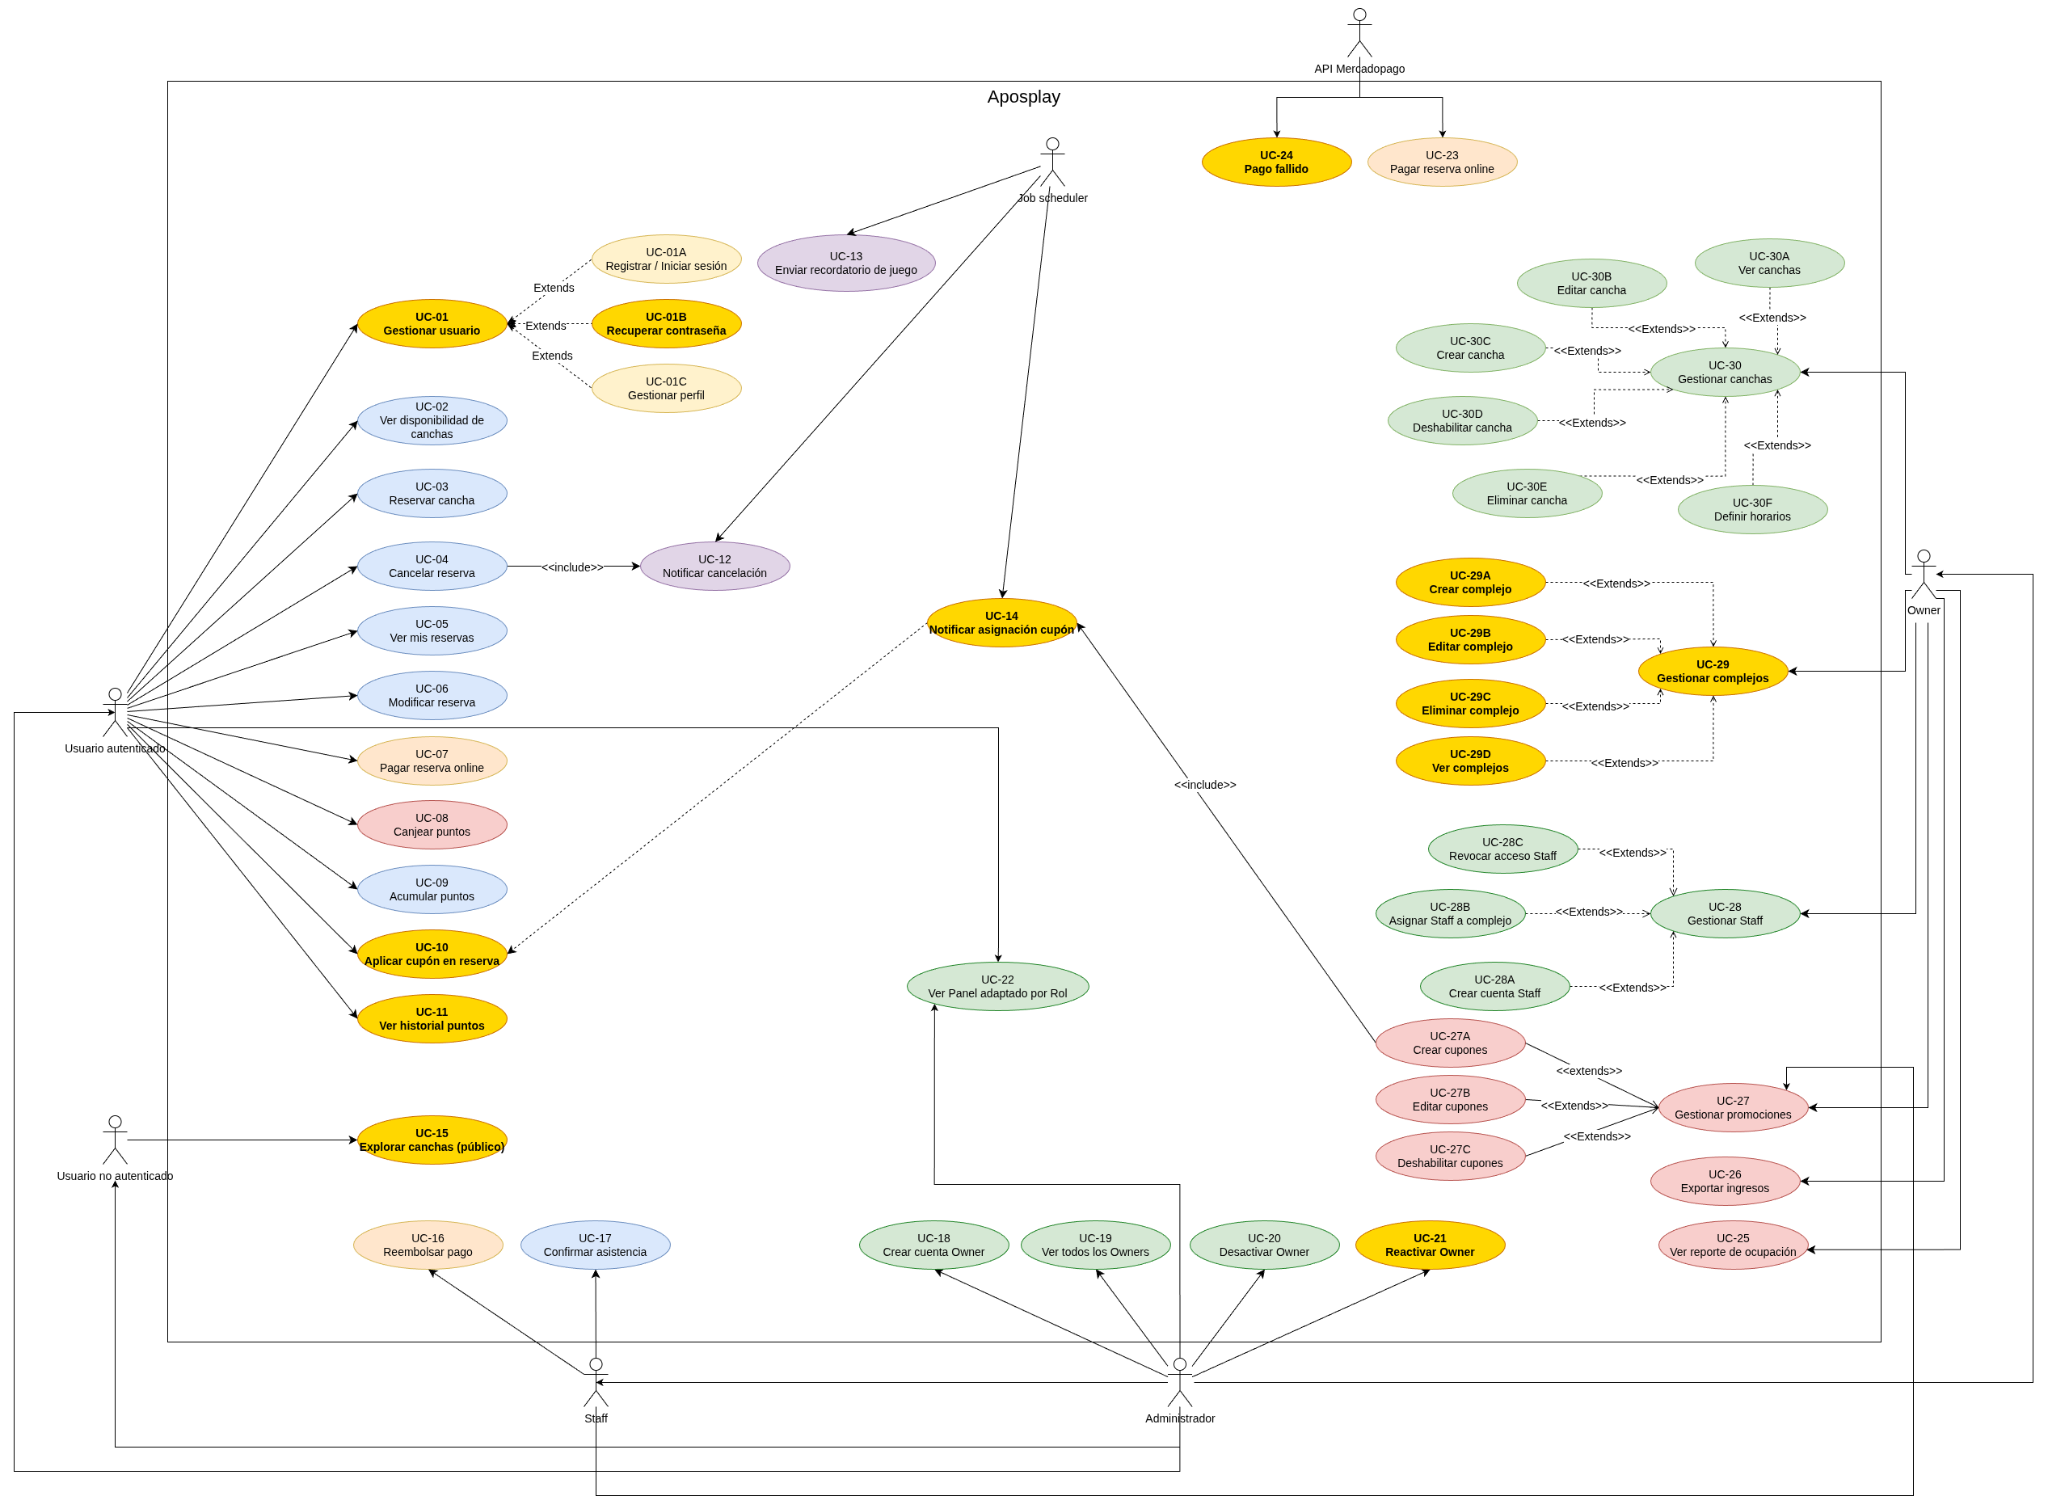 API Mercadopago
Aposplay
UC-24
Pago fallido
UC-23
Pagar reserva online
Job scheduler
UC-01A
Registrar / Iniciar sesión
UC-13
Enviar recordatorio de juego
Extends
UC-01
Gestionar usuario
Extends
UC-01B
Recuperar contraseña
Extends
UC-01C
Gestionar perfil
UC-30A
Ver canchas
UC-30B
Editar cancha
<<Extends>>
<<Extends>>
UC-30C
Crear cancha
<<Extends>>
UC-30
Gestionar canchas
UC-30D
Deshabilitar cancha
<<Extends>>
<<Extends>>
UC-30E
Eliminar cancha
<<Extends>>
UC-30F
Definir horarios
UC-02
Ver disponibilidad de
canchas
UC-03
Reservar cancha
UC-04
Cancelar reserva
<<include>>
UC-12
Notificar cancelación
UC-05
Ver mis reservas
UC-14
Notificar asignación cupón
UC-29A
Crear complejo
<<Extends>>
Owner
UC-29B
Editar complejo
<<Extends>>
UC-29
Gestionar complejos
UC-29C
Eliminar complejo
<<Extends>>
UC-29D
Ver complejos
<<Extends>>
UC-06
Modificar reserva
Usuario autenticado
UC-07
Pagar reserva online
<<include>>
UC-08
Canjear puntos
UC-09
Acumular puntos
UC-10
Aplicar cupón en reserva
UC-11
Ver historial puntos
UC-22
Ver Panel adaptado por Rol
UC-28C
Revocar acceso Staff
<<Extends>>
UC-28B
Asignar Staff a complejo
<<Extends>>
UC-28
Gestionar Staff
UC-28A
Crear cuenta Staff
<<Extends>>
UC-27A
Crear cupones
<<extends>>
UC-27B
Editar cupones
<<Extends>>
UC-27
Gestionar promociones
UC-27C
Deshabilitar cupones
<<Extends>>
UC-15
Explorar canchas (público)
Usuario no autenticado
UC-26
Exportar ingresos
UC-16
Reembolsar pago
UC-17
Confirmar asistencia
UC-18
Crear cuenta Owner
UC-19
Ver todos los Owners
UC-20
Desactivar Owner
UC-21
Reactivar Owner
UC-25
Ver reporte de ocupación
Staff
Administrador